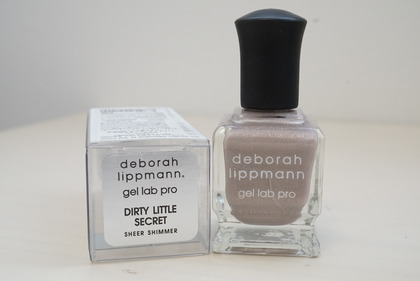 deborah
lippmann.
gel lab pro
DIRTY LITTLE
SECRET
SHEER SHIMMER
deborah
lippmann
gel lab pro